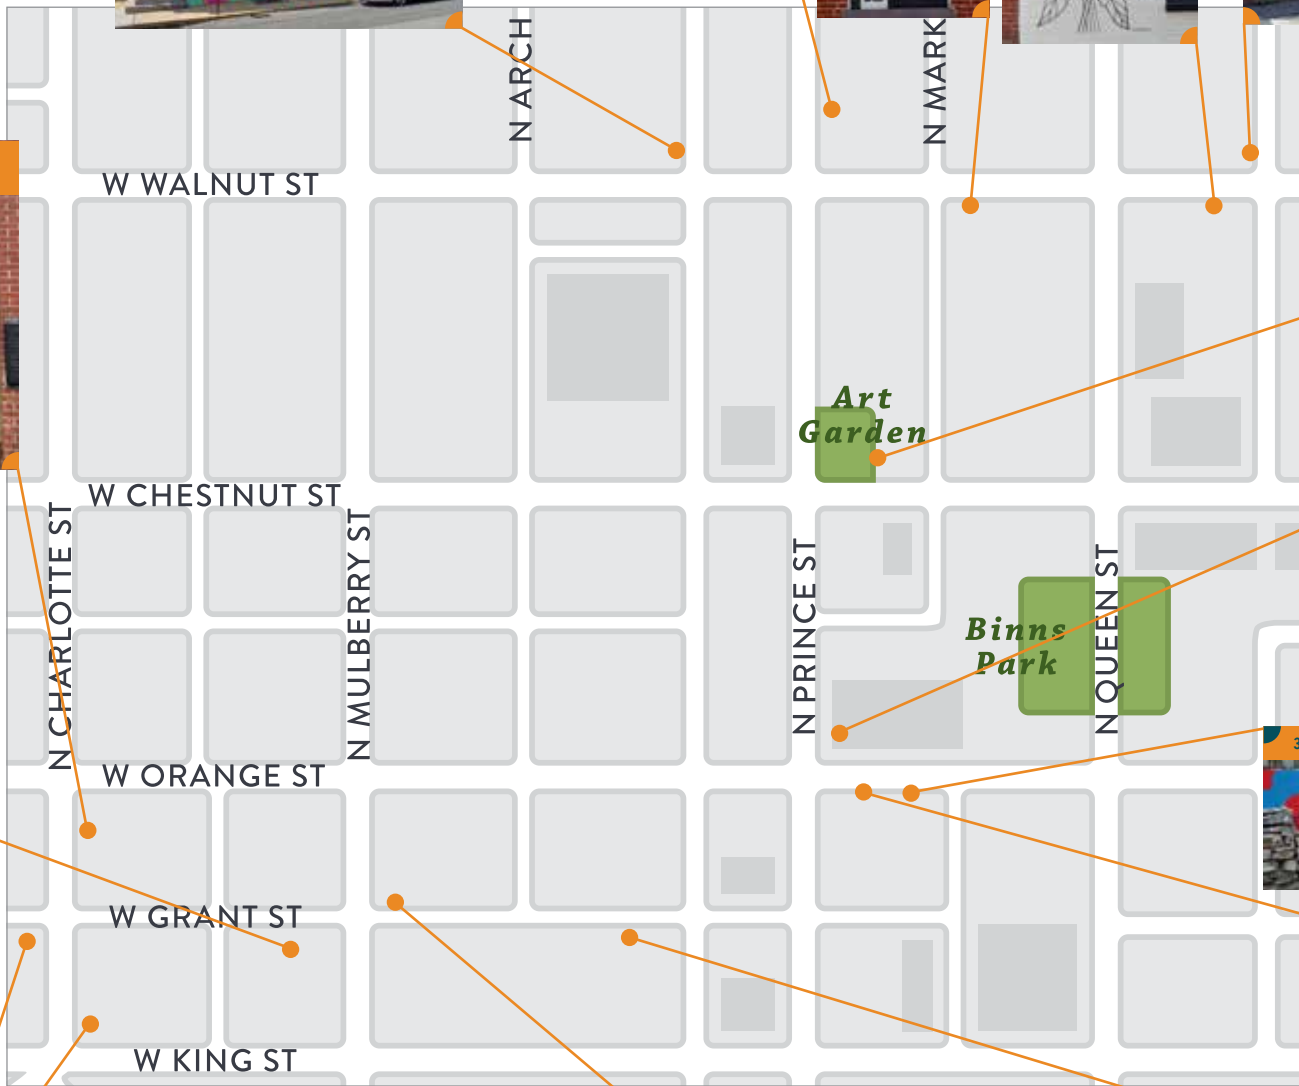 N ARCH
N MARK
W WALNUT ST
Art
Garden
W CHESTNUT ST
N CHARLOTTE ST
N MULBERRY ST
N PRINCE ST
N QUEEN ST
Binns
Park
W ORANGE ST
3
W GRANT ST
W KING ST